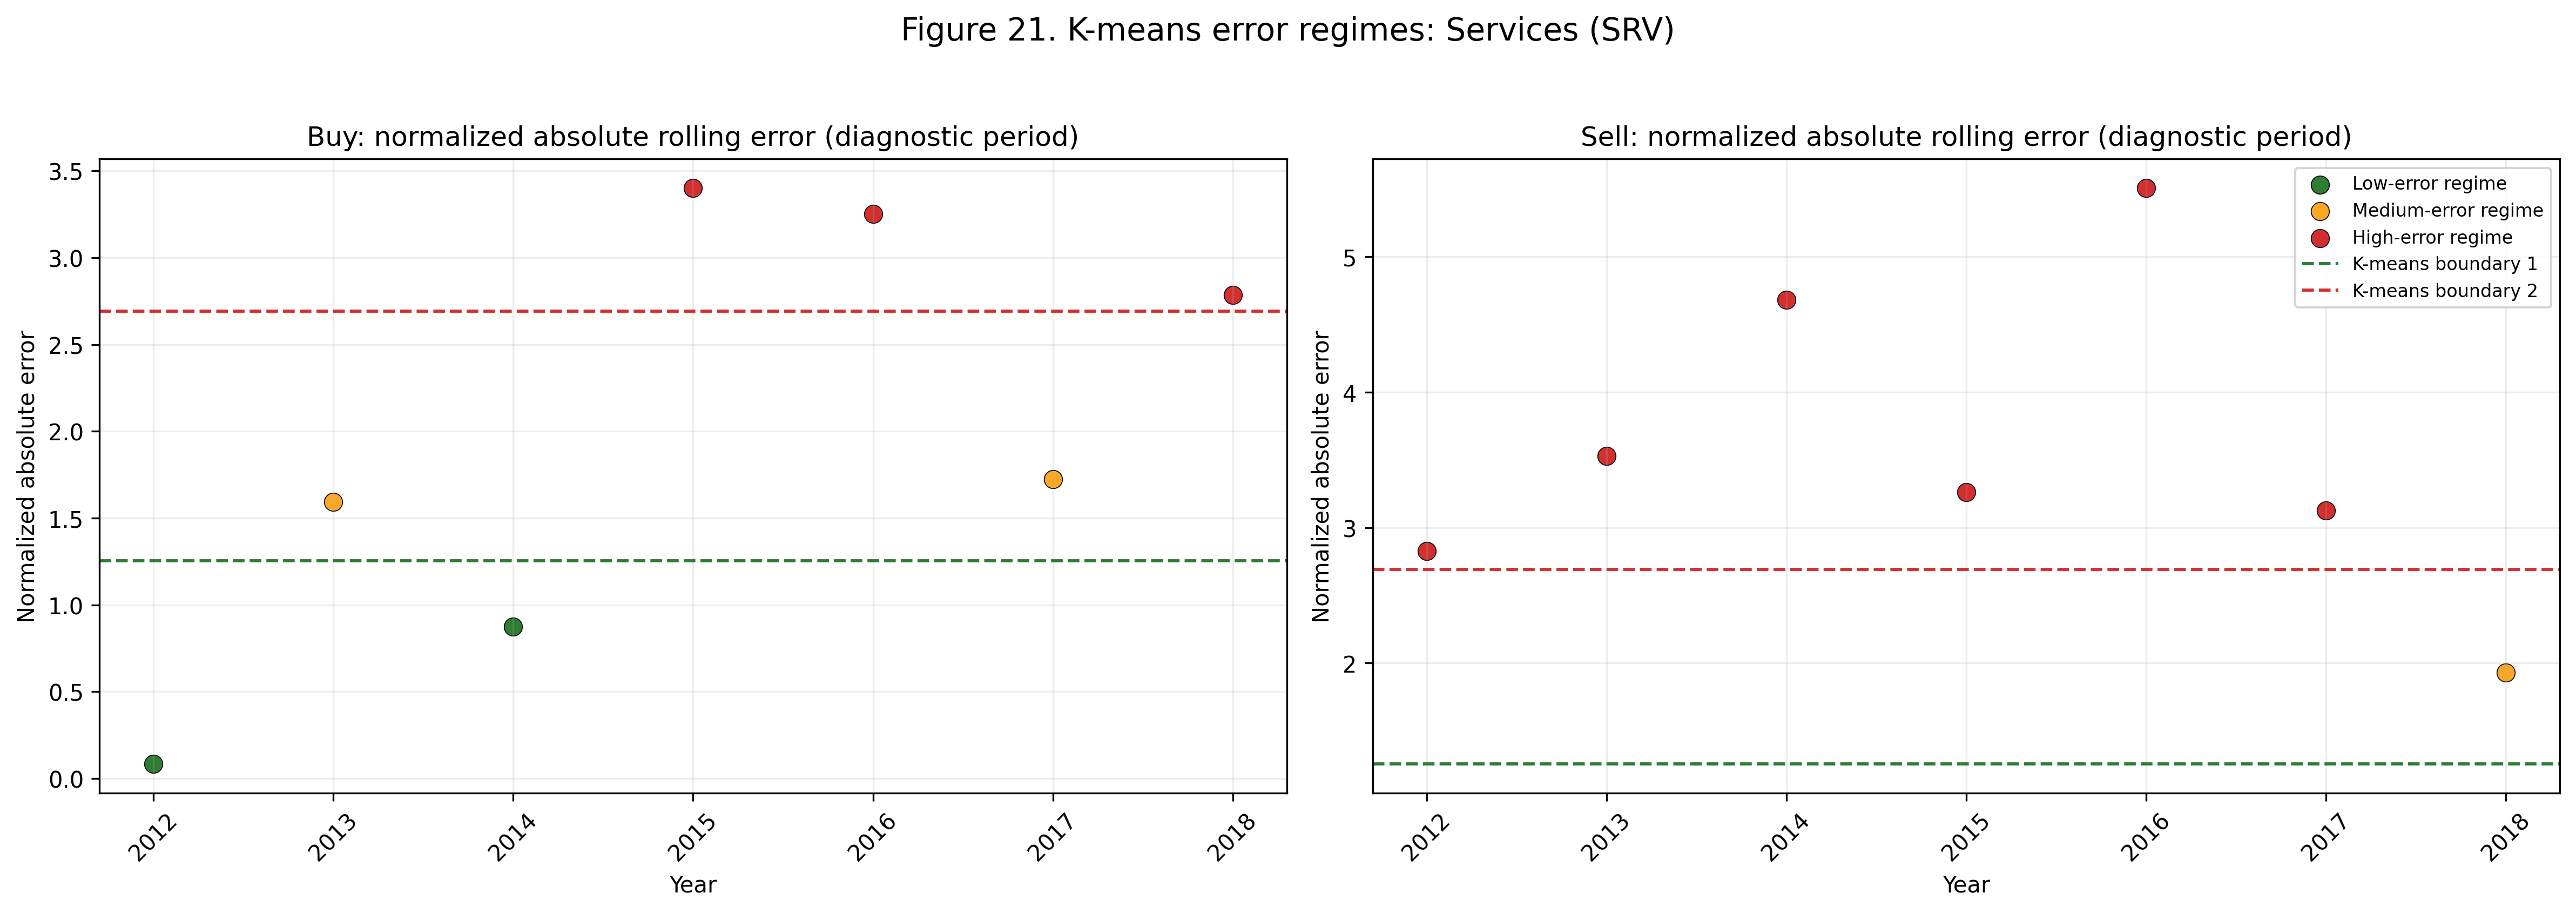 Figure 21. K-means error regimes: Services (SRV)
Buy: normalized absolute rolling error (diagnostic period)
Normalized absolute error
3.5
3.0
2.5
2.0
1.5
1.0
0.5
0.0
2012
2013
2014
2015
2016
2017
2018
Year
Sell: normalized absolute rolling error (diagnostic period)
Normalized absolute error
5
4
3
2
Low-error regime
Medium-error regime
High-error regime
K-means boundary 1
K-means boundary 2
2012
2013
2014
2015
2016
2017
2018
Year